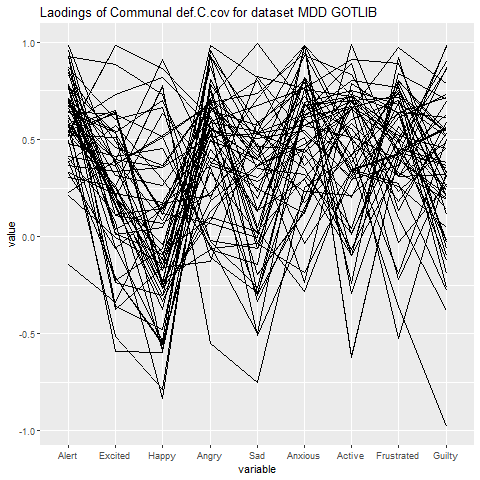 Laodings of Communal def.C.cov for dataset MDD GOTLIB
1.0
0.5
0.0
-0.5
-1.0
value
Alert Excited Happy Angry Sad Anxious Active Frustrated Guilty
variable